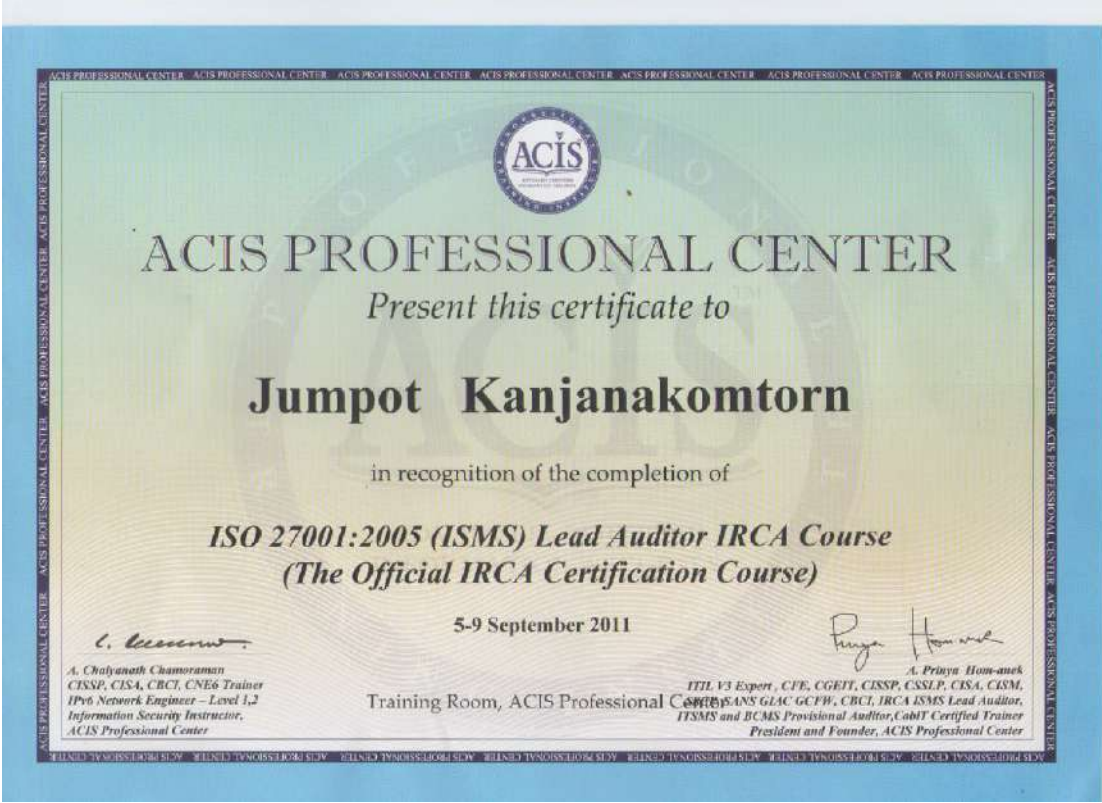 ACIS PROFESSIONAL CENTER ACIS PROFESSIONAL CENTER ACIS PROFESSIONAL CENTER ACIS PROFESSIONAL CENTER ACIS PROFESSIONAL CENTER ACIS PROFESSIONAL CENTER ACIS PROFESSIONAL CENTER
ACIS
ACIS PROFESSIONAL CENTER
Present this certificate to
Jumpot Kanjanakomtorn
in recognition of the completion of
ISO 27001:2005 (ISMS) Lead Auditor IRCA Course
(The Official IRCA Certification Course)
5-9 September 2011
Training Room, ACIS Professional Center
A. Chaiyanath Chamoraman
CISSP, CISA, CBCI, CNE6 Trainer
IPv6 Network Engineer – Level 1,2
Information Security Instructor,
ACIS Professional Center
A. Prinya Hom-anek
ITIL V3 Expert , CFE, CGEIT, CISSP, CSSLP, CISA, CISM,
SANS GIAC GCFW, CBCI, IRCA ISMS Lead Auditor,
ITSMS and BCMS Provisional Auditor,CobiT Certified Trainer
President and Founder, ACIS Professional Center